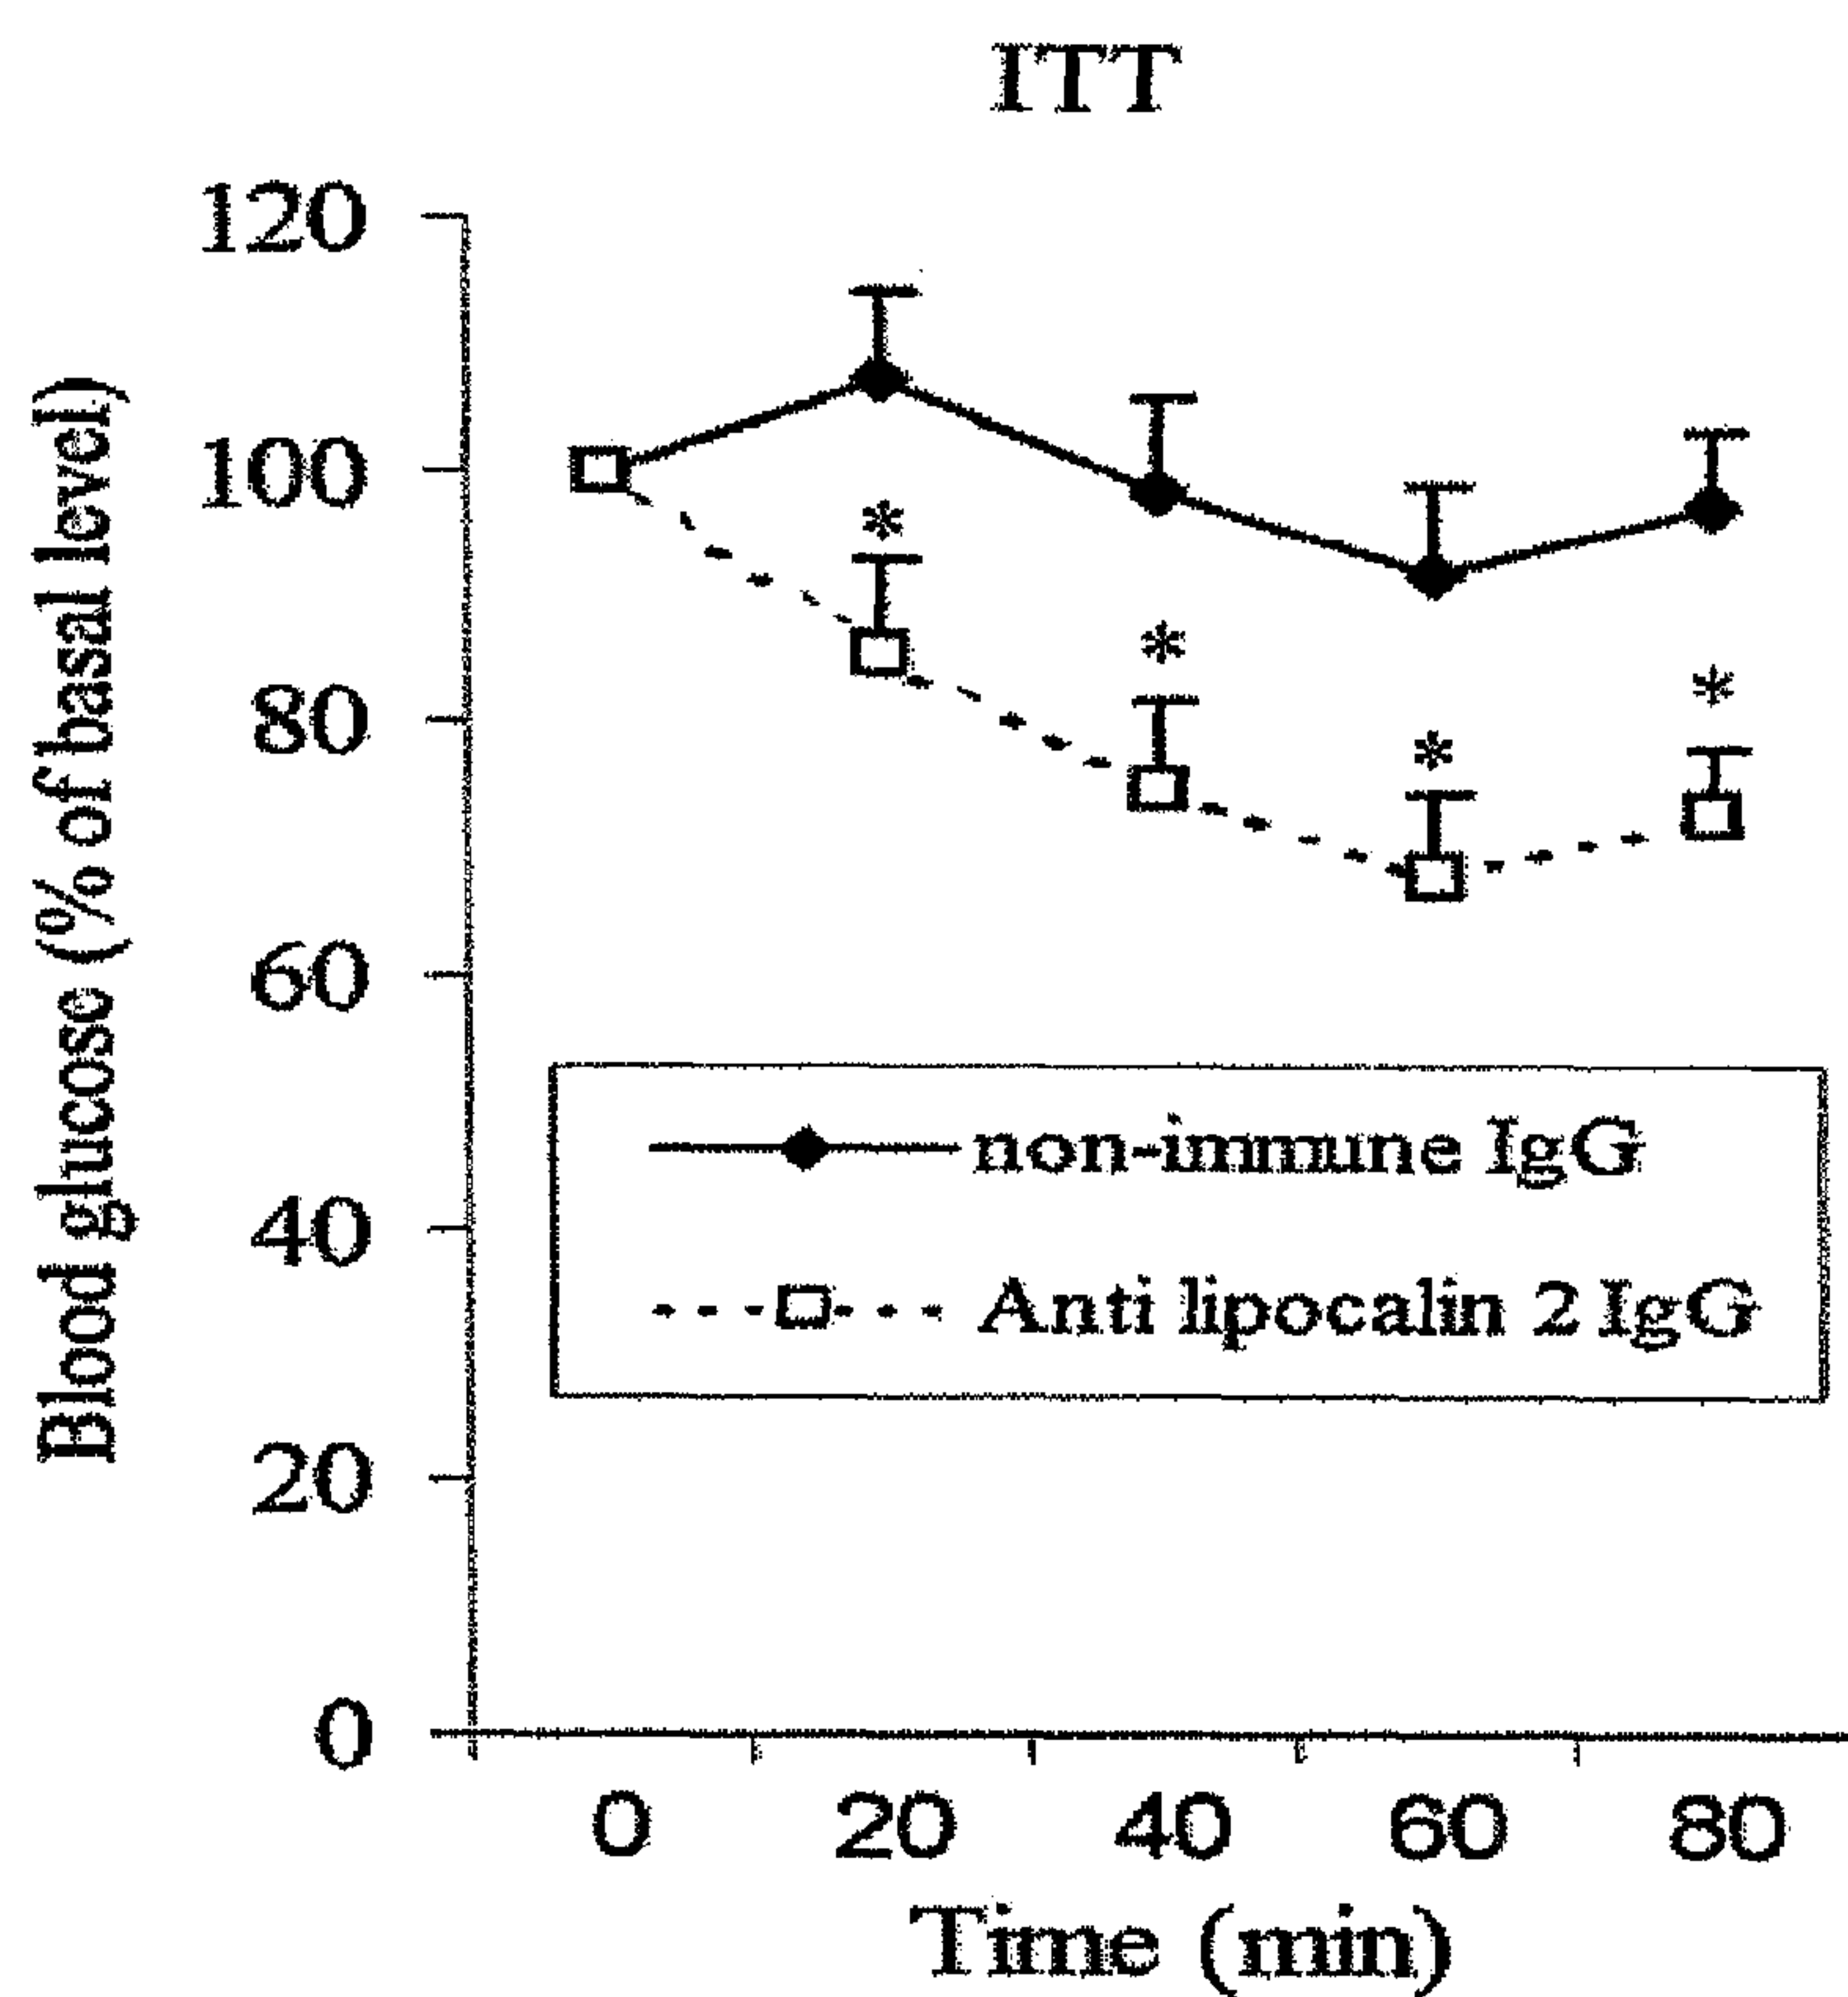 ITT
Blood glucose (% of basal level)
120
100
80
60
40
20
0
*
*
*
*
non-immune IgG
Anti lipocalin 2 IgG
0 20 40 60 80
Time (min)